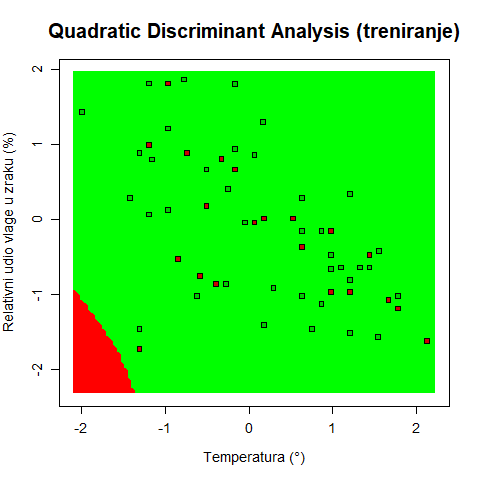 Quadratic Discriminant Analysis (treniranje)
Relativni udio vlage u zraku (%)
2
1
0
-1
-2
-2 -1 0 1 2
Temperatura (°)